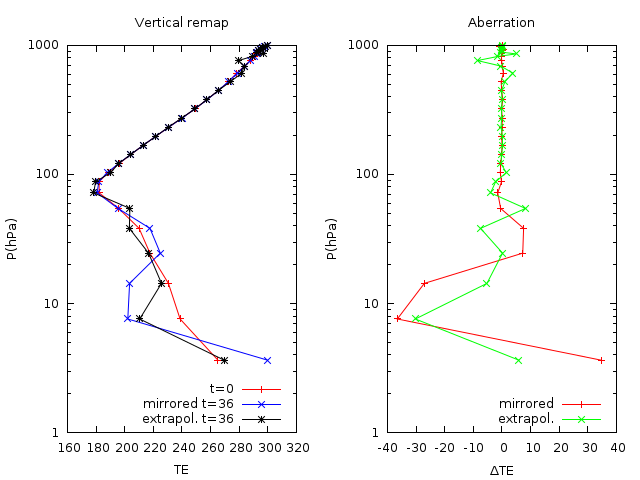 Vertical remap
P(hPa)
1000
100
10
1
t=0
mirrored t=36
extrapol. t=36
160 180 200 220 240 260 280 300 320
TE
Aberration
P(hPa)
1000
100
10
1
mirrored
extrapol.
-40 -30 -20 -10 0 10 20 30 40
ΔTE